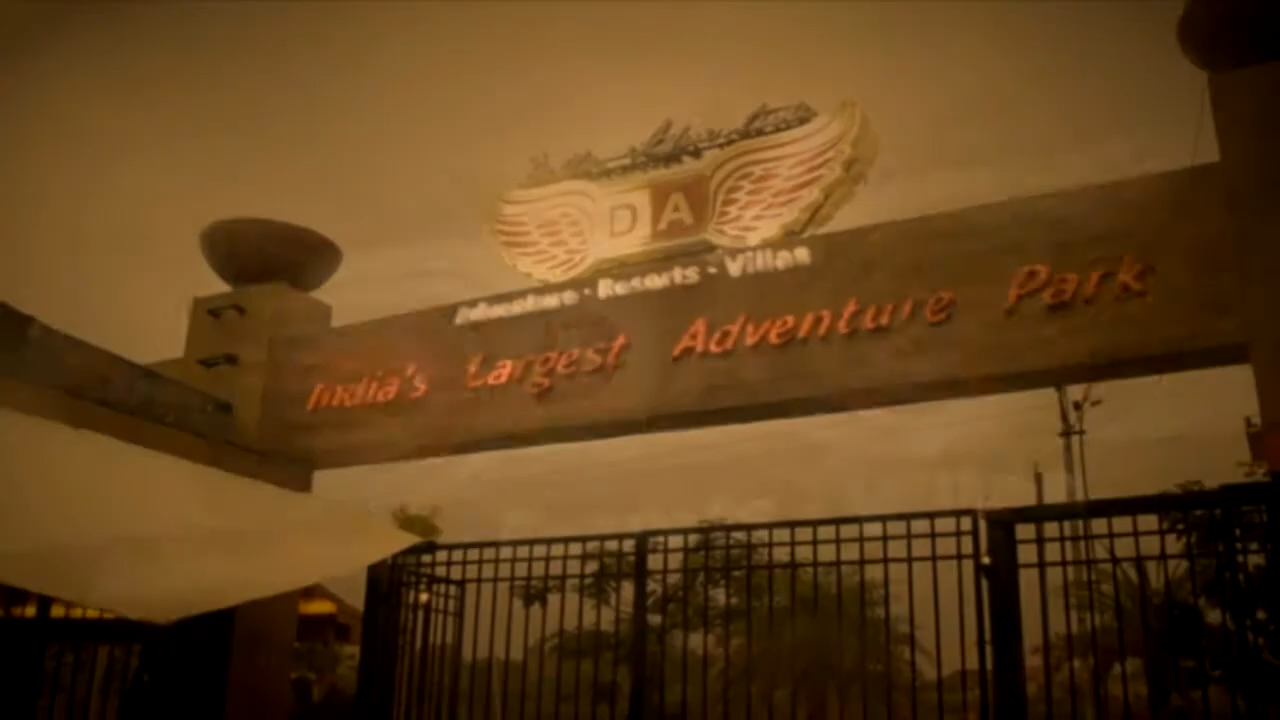 DA
Adventure · Resorts · Villas
India's Largest Adventure Park